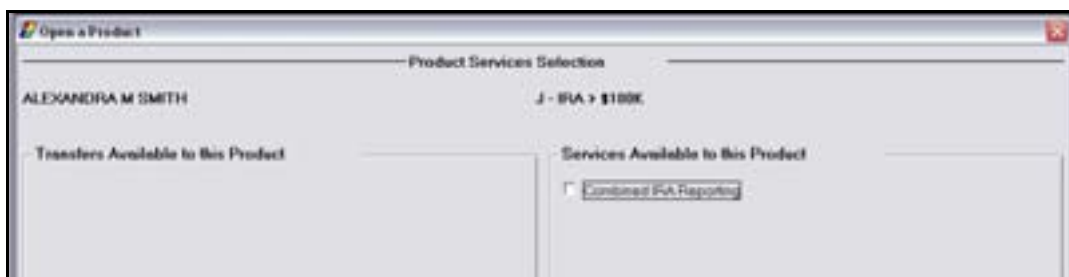 Open a Product
Product Services Selection
ALEXANDRA M SMITH J - IRA > $100K
Transfers Available to this Product Services Available to this Product
Combined IRA Reporting